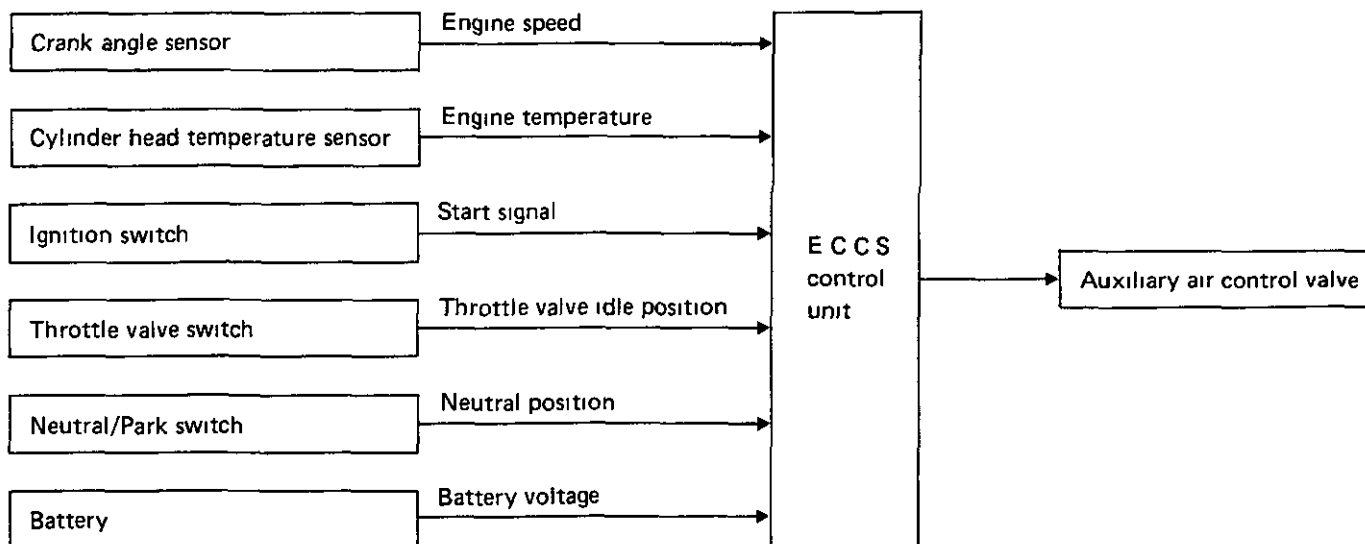 Crank angle sensor
Engine speed
Cylinder head temperature sensor
Engine temperature
Ignition switch
Start signal
Throttle valve switch
Throttle valve idle position
Neutral/Park switch
Neutral position
Battery
Battery voltage
E C C S
control
unit
Auxiliary air control valve